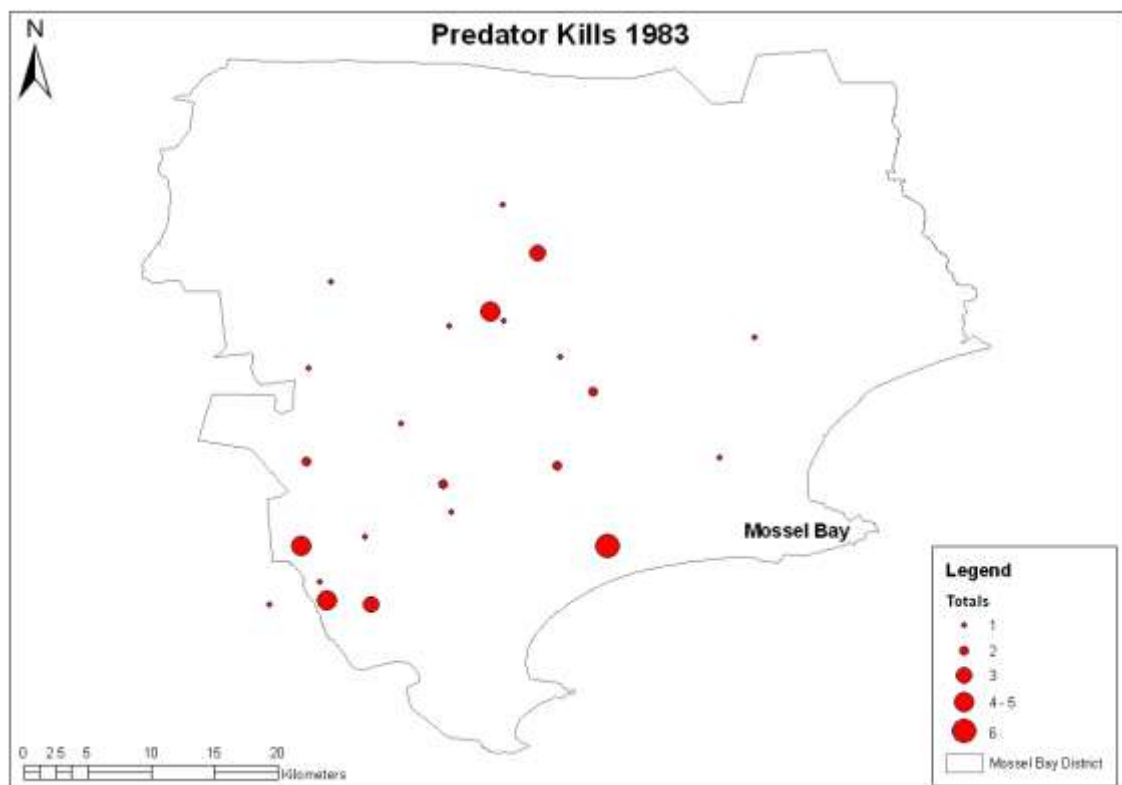 Predator Kills 1983
N
Mossel Bay
Legend
Totals
1
2
3
4 - 5
6
Mossel Bay District
0 2.5 5 10 15 20
Kilometers